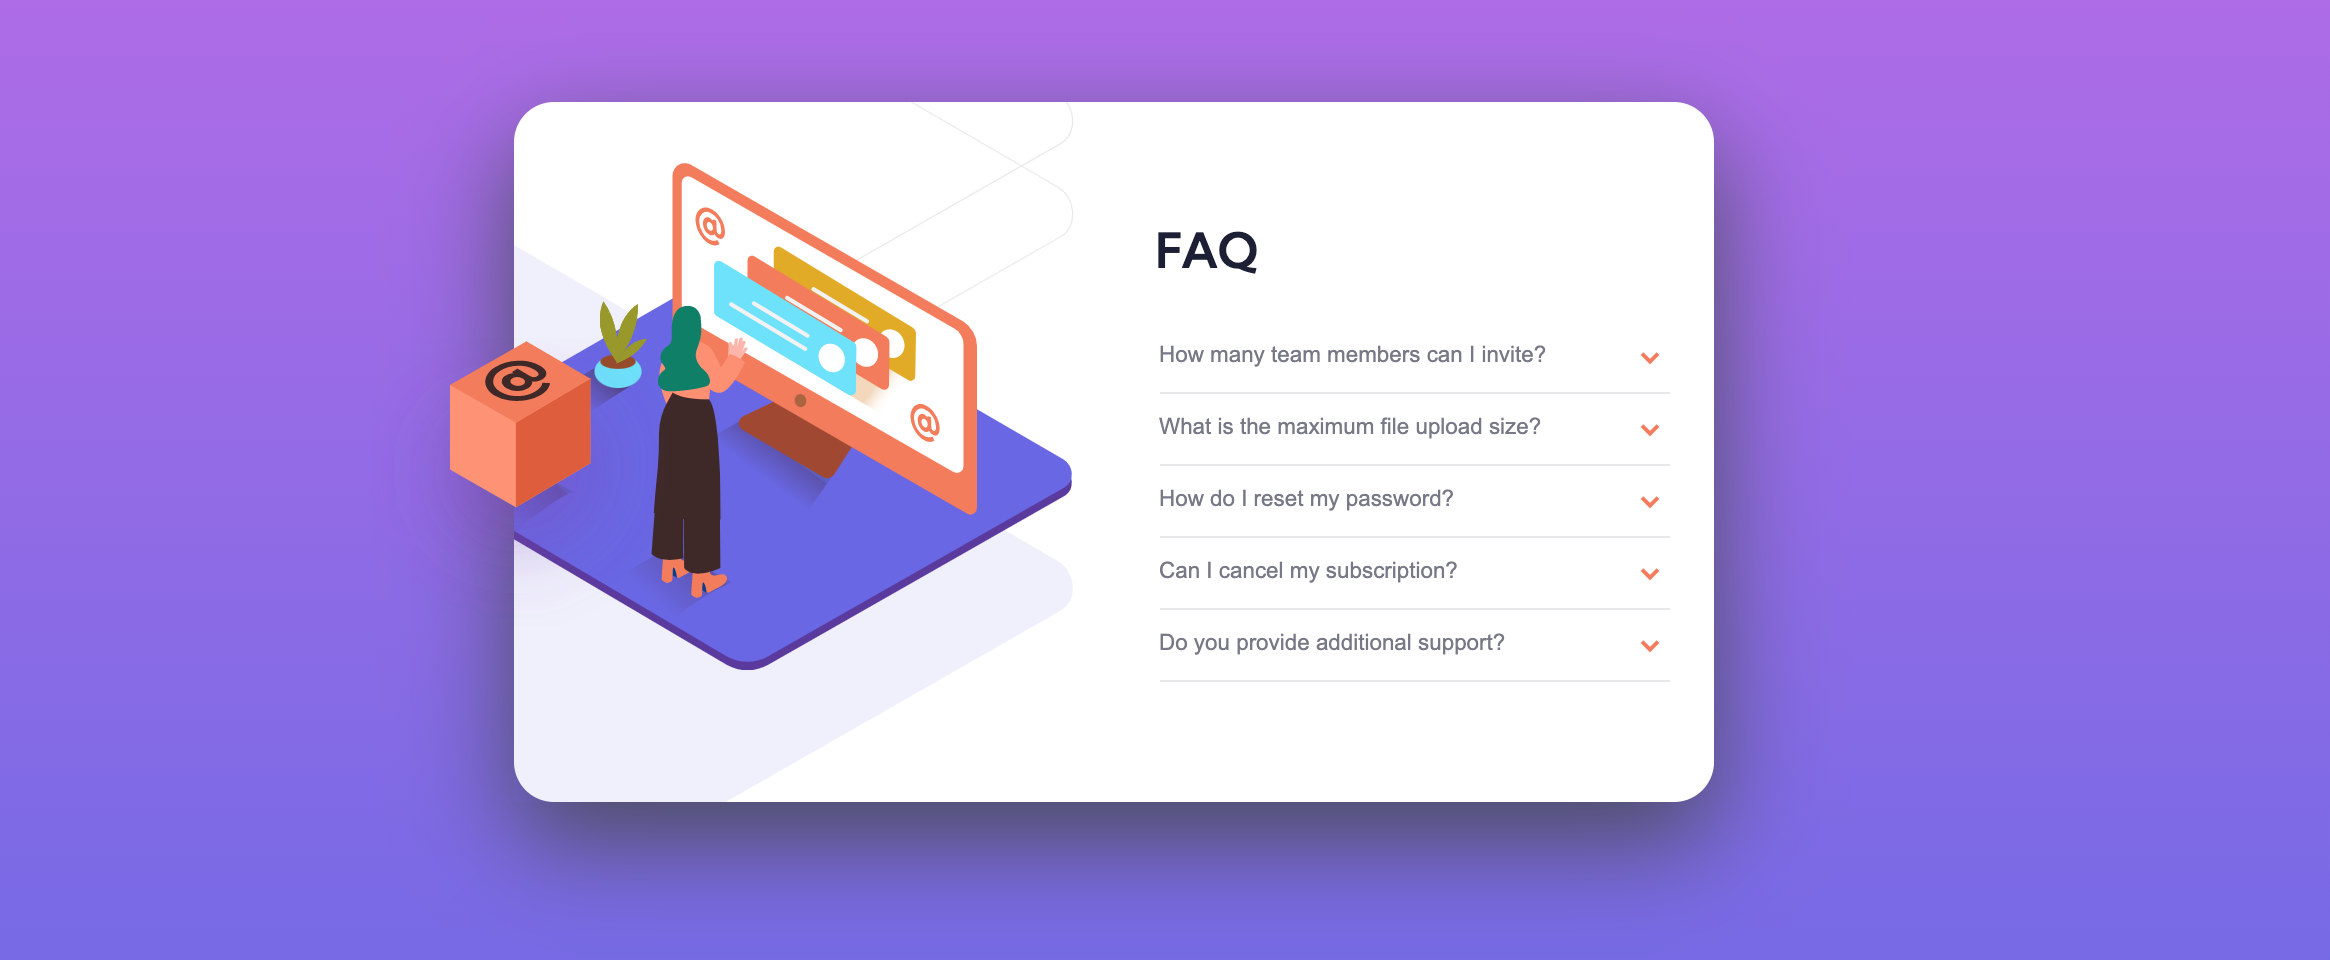 @
FAQ
@
How many team members can I invite?
@
What is the maximum file upload size?
How do I reset my password?
Can I cancel my subscription?
Do you provide additional support?